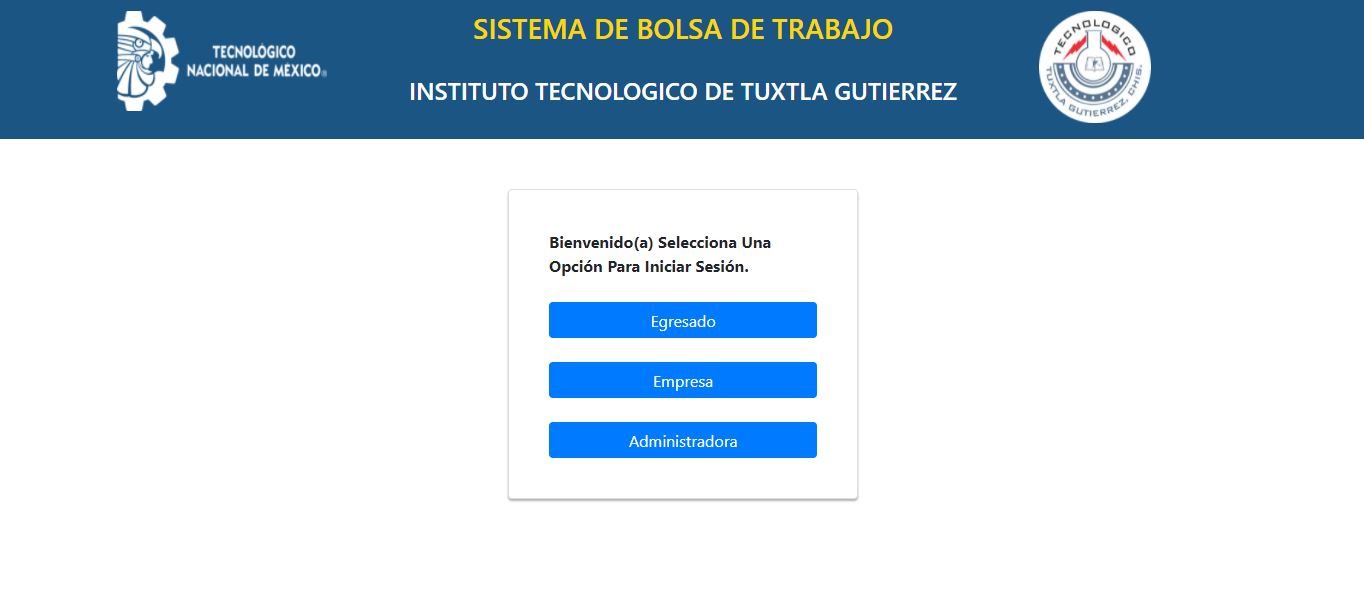 TECNOLÓGICO
NACIONAL DE MÉXICO®
SISTEMA DE BOLSA DE TRABAJO
INSTITUTO TECNOLOGICO DE TUXTLA GUTIERREZ
TECNOLOGICO
TUXTLA GUTIERREZ, CHIS.
Bienvenido(a) Selecciona Una
Opción Para Iniciar Sesión.
Egresado
Empresa
Administradora